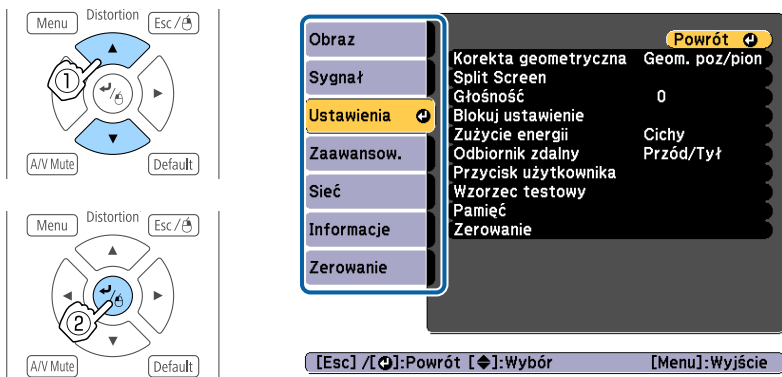 Menu
Distortion
Esc/
1
A/V Mute
Default
Menu
Distortion
Esc/
2
A/V Mute
Default
Obraz
Sygnał
Ustawienia
Zaawansow.
Sieć
Informacje
Zerowanie
Powrót
Korekta geometryczna Geom. poz/pion
Split Screen
Głośność 0
Blokuj ustawienie
Zużycie energii Cichy
Odbiornik zdalny Przód/Tył
Przycisk użytkownika
Wzorzec testowy
Pamięć
Zerowanie
[Esc] /[⏎]:Powrót [◆]:Wybór [Menu]:Wyjście